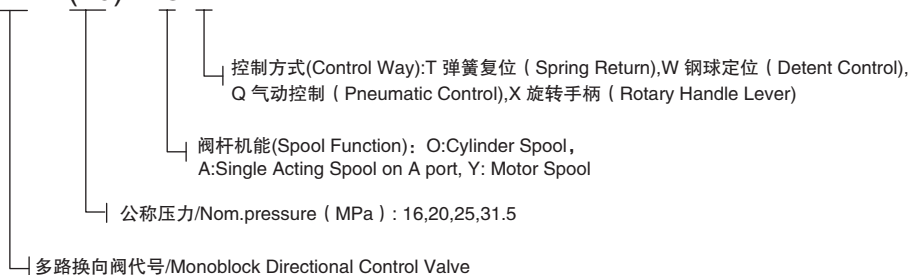 控制方式(Control Way):T 弹簧复位（Spring Return),W 钢球定位（Detent Control),
Q 气动控制（Pneumatic Control),X 旋转手柄（Rotary Handle Lever)
阀杆机能(Spool Function)：O:Cylinder Spool，
A:Single Acting Spool on A port, Y: Motor Spool
公称压力/Nom.pressure（MPa）: 16,20,25,31.5
多路换向阀代号/Monoblock Directional Control Valve